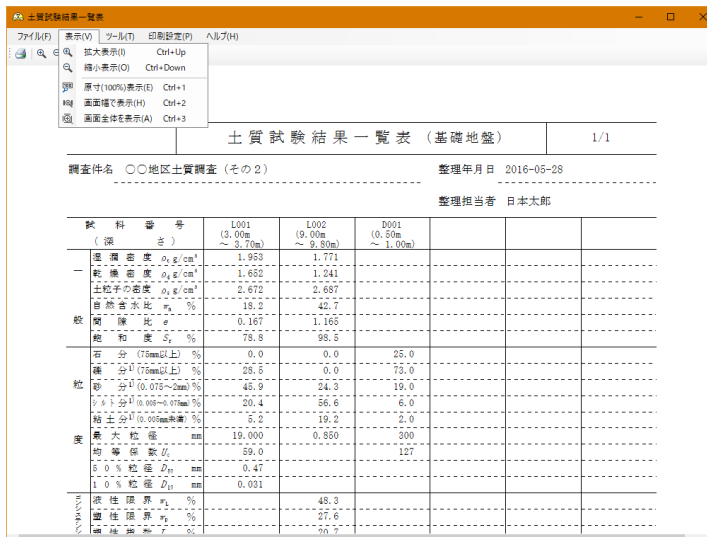 土質試験結果一覧表
ファイル(F) 表示(V) ツール(T) 印刷設定(P) ヘルプ(H)
拡大表示(I) Ctrl+Up
縮小表示(O) Ctrl+Down
原寸(100%)表示(E) Ctrl+1
画面幅で表示(H) Ctrl+2
画面全体を表示(A) Ctrl+3
土質試験結果一覧表 (基礎地盤) 1/1
調査件名 〇〇地区土質調査 (その2) 整理年月日 2016-05-28
整理担当者 日本太郎
試料番号 L001 L002 D001
(深さ) (3.00m ～ 3.70m) (9.00m ～ 9.80m) (0.50m ～ 1.00m)
一般
湿潤密度 ρt g/cm³ 1.953 1.771
乾燥密度 ρd g/cm³ 1.652 1.241
土粒子の密度 ρs g/cm³ 2.672 2.687
自然含水比 wn % 18.2 42.7
間隙比 e 0.167 1.165
飽和度 Sr % 78.8 98.5
粒度
石分 (75mm以上) % 0.0 0.0 25.0
礫分1) (75mm以上) % 28.5 0.0 73.0
砂分1) (0.075～2mm) % 45.9 24.3 19.0
シルト分1) (0.005～0.075mm) % 20.4 56.6 6.0
粘土分1) (0.005mm未満) % 5.2 19.2 2.0
最大粒径 mm 19.000 0.850 300
均等係数 Uc 59.0 127
50%粒径 D50 mm 0.47
10%粒径 D10 mm 0.031
液性限界 wL % 48.3
塑性限界 wp % 27.6
塑性指数 20.7